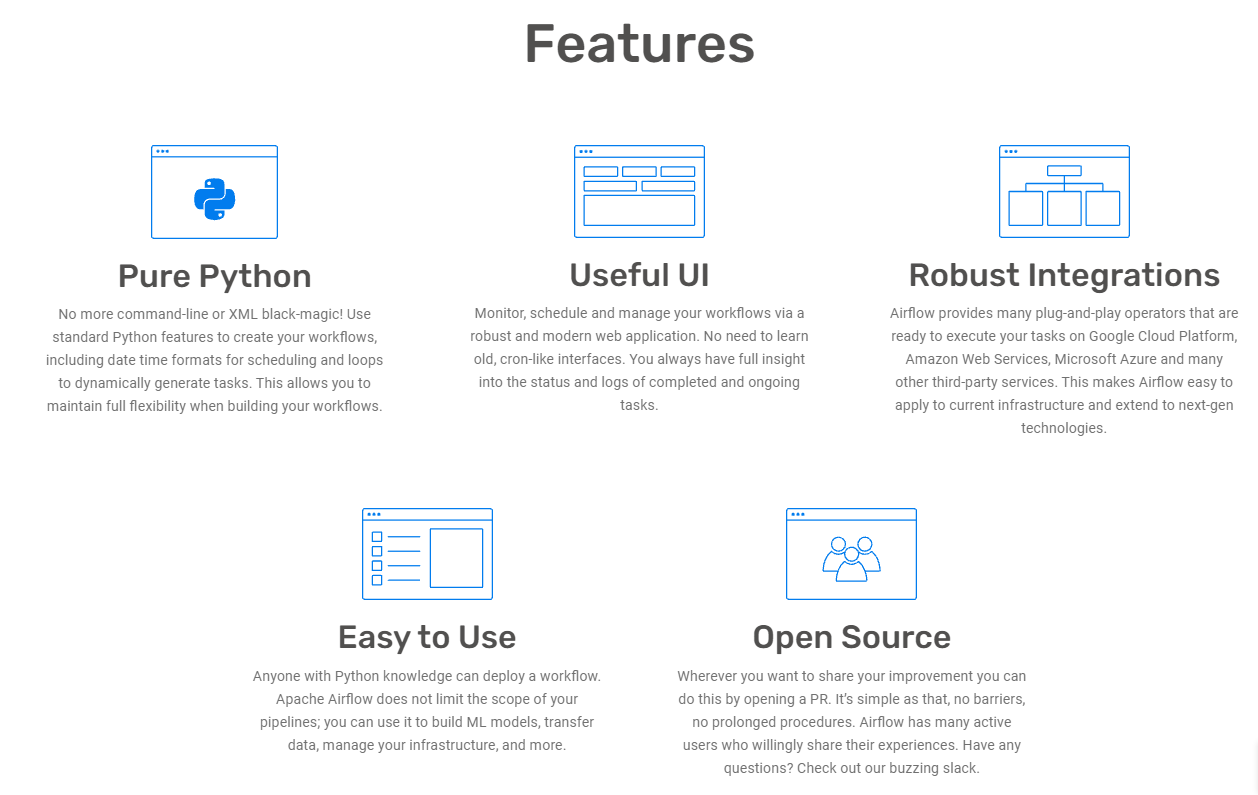 Features
Pure Python
No more command-line or XML black-magic! Use
standard Python features to create your workflows,
including date time formats for scheduling and loops
to dynamically generate tasks. This allows you to
maintain full flexibility when building your workflows.
Useful UI
Monitor, schedule and manage your workflows via a
robust and modern web application. No need to learn
old, cron-like interfaces. You always have full insight
into the status and logs of completed and ongoing
tasks.
Robust Integrations
Airflow provides many plug-and-play operators that are
ready to execute your tasks on Google Cloud Platform,
Amazon Web Services, Microsoft Azure and many
other third-party services. This makes Airflow easy to
apply to current infrastructure and extend to next-gen
technologies.
Easy to Use
Anyone with Python knowledge can deploy a workflow.
Apache Airflow does not limit the scope of your
pipelines; you can use it to build ML models, transfer
data, manage your infrastructure, and more.
Open Source
Wherever you want to share your improvement you can
do this by opening a PR. It’s simple as that, no barriers,
no prolonged procedures. Airflow has many active
users who willingly share their experiences. Have any
questions? Check out our buzzing slack.